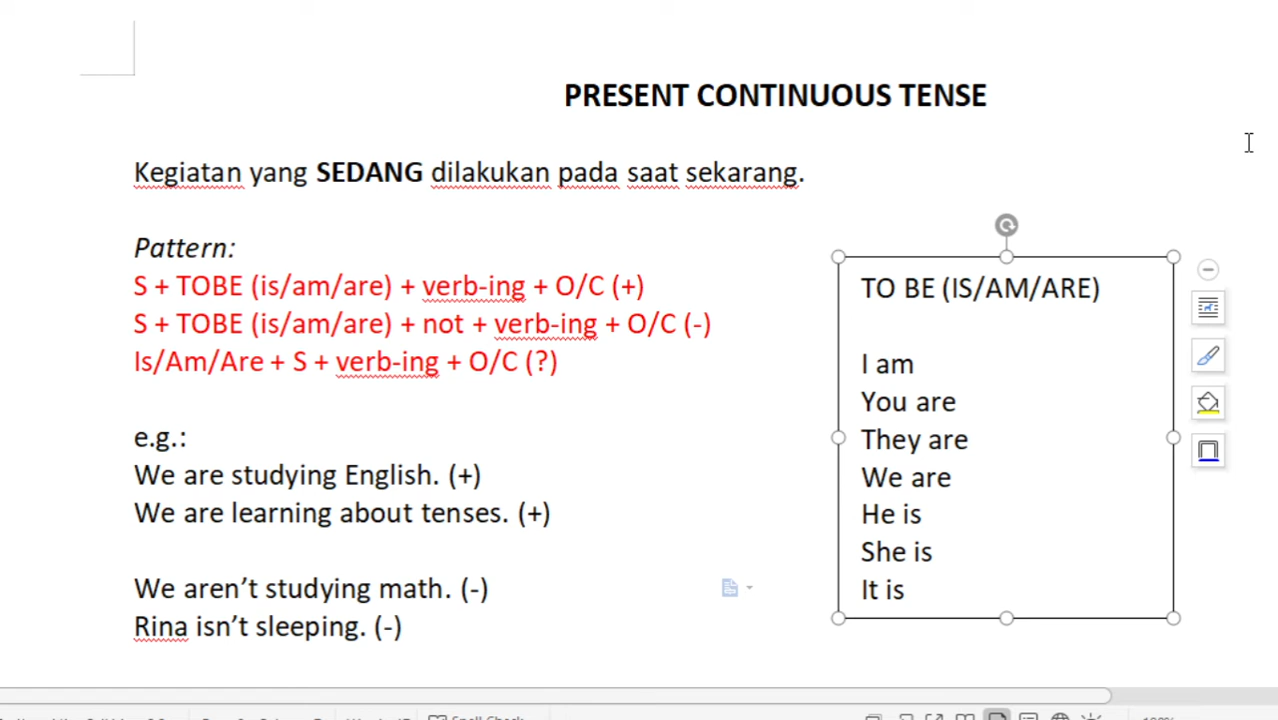 PRESENT CONTINUOUS TENSE
Kegiatan yang SEDANG dilakukan pada saat sekarang.
Pattern:
S + TOBE (is/am/are) + verb-ing + O/C (+)
S + TOBE (is/am/are) + not + verb-ing + O/C (-)
Is/Am/Are + S + verb-ing + O/C (?)
e.g.:
We are studying English. (+)
We are learning about tenses. (+)
We aren’t studying math. (-)
Rina isn’t sleeping. (-)
TO BE (IS/AM/ARE)
I am
You are
They are
We are
He is
She is
It is